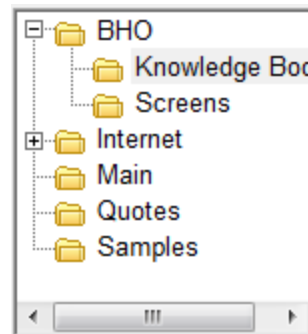 BHO
Knowledge Boo
Screens
Internet
Main
Quotes
Samples